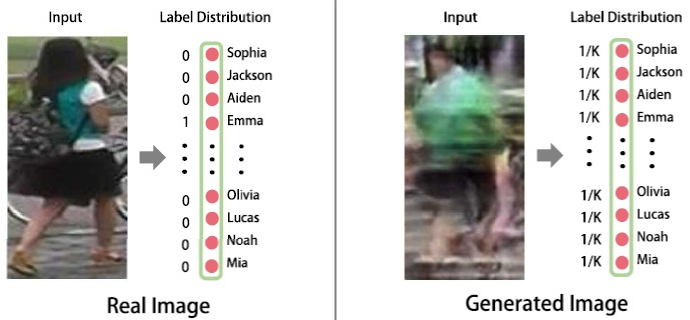 Input
Label Distribution
0 Sophia
0 Jackson
0 Aiden
1 Emma
0 Olivia
0 Lucas
0 Noah
0 Mia
Real Image
Input
Label Distribution
1/K Sophia
1/K Jackson
1/K Aiden
1/K Emma
1/K Olivia
1/K Lucas
1/K Noah
1/K Mia
Generated Image